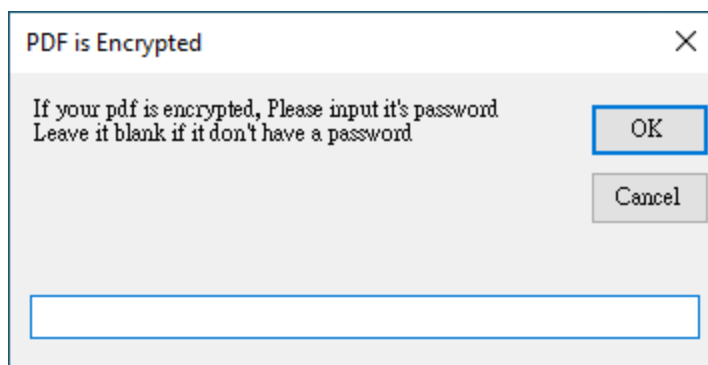 PDF is Encrypted
If your pdf is encrypted, Please input it's password
Leave it blank if it don't have a password
OK
Cancel